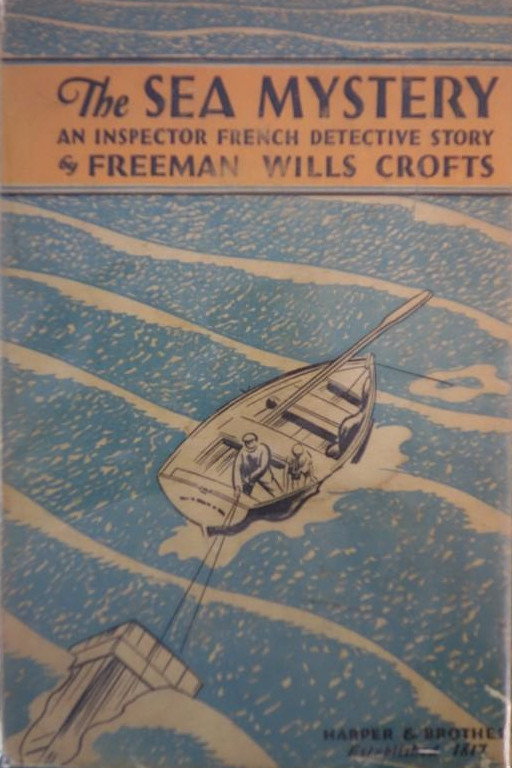 The SEA MYSTERY
AN INSPECTOR FRENCH DETECTIVE STORY
by FREEMAN WILLS CROFTS
HARPER & BROTHERS
Established 1817